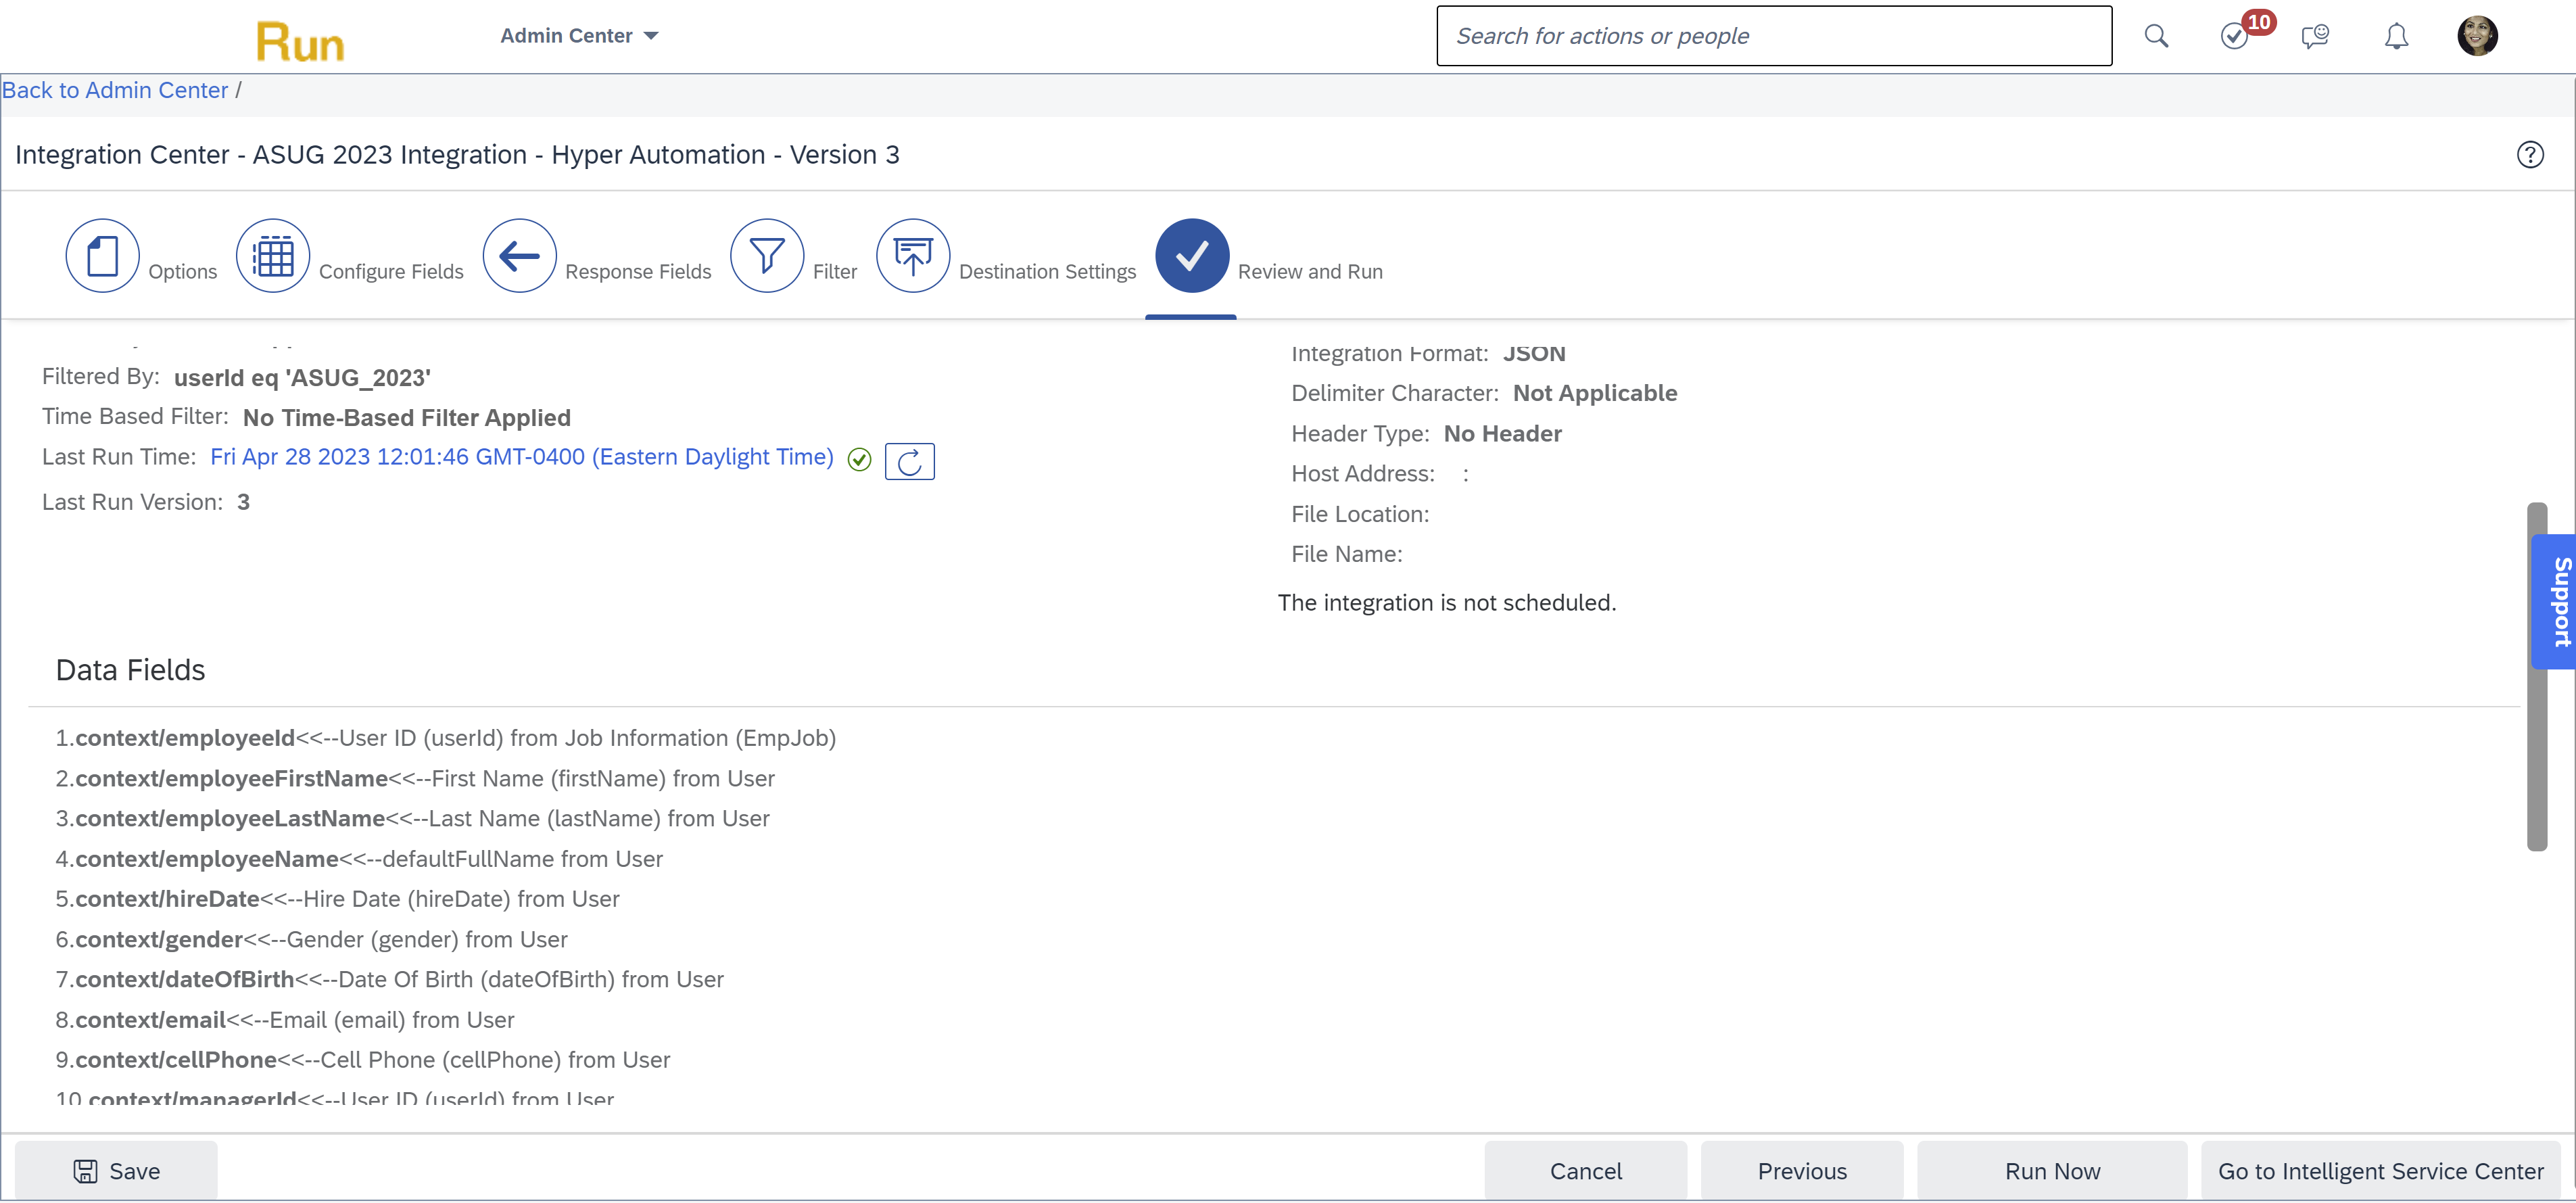 Run
Admin Center
Search for actions or people
10
Back to Admin Center /
Integration Center - ASUG 2023 Integration - Hyper Automation - Version 3
Options
Configure Fields
Response Fields
Filter
Destination Settings
Review and Run
Filtered By: userId eq 'ASUG_2023'
Time Based Filter: No Time-Based Filter Applied
Last Run Time: Fri Apr 28 2023 12:01:46 GMT-0400 (Eastern Daylight Time)
Last Run Version: 3
Integration Format: JSON
Delimiter Character: Not Applicable
Header Type: No Header
Host Address: :
File Location:
File Name:
The integration is not scheduled.
Support
Data Fields
1.context/employeeId<<--User ID (userId) from Job Information (EmpJob)
2.context/employeeFirstName<<--First Name (firstName) from User
3.context/employeeLastName<<--Last Name (lastName) from User
4.context/employeeName<<--defaultFullName from User
5.context/hireDate<<--Hire Date (hireDate) from User
6.context/gender<<--Gender (gender) from User
7.context/dateOfBirth<<--Date Of Birth (dateOfBirth) from User
8.context/email<<--Email (email) from User
9.context/cellPhone<<--Cell Phone (cellPhone) from User
10.context/managerId<<--User ID (userId) from User
Save
Cancel
Previous
Run Now
Go to Intelligent Service Center